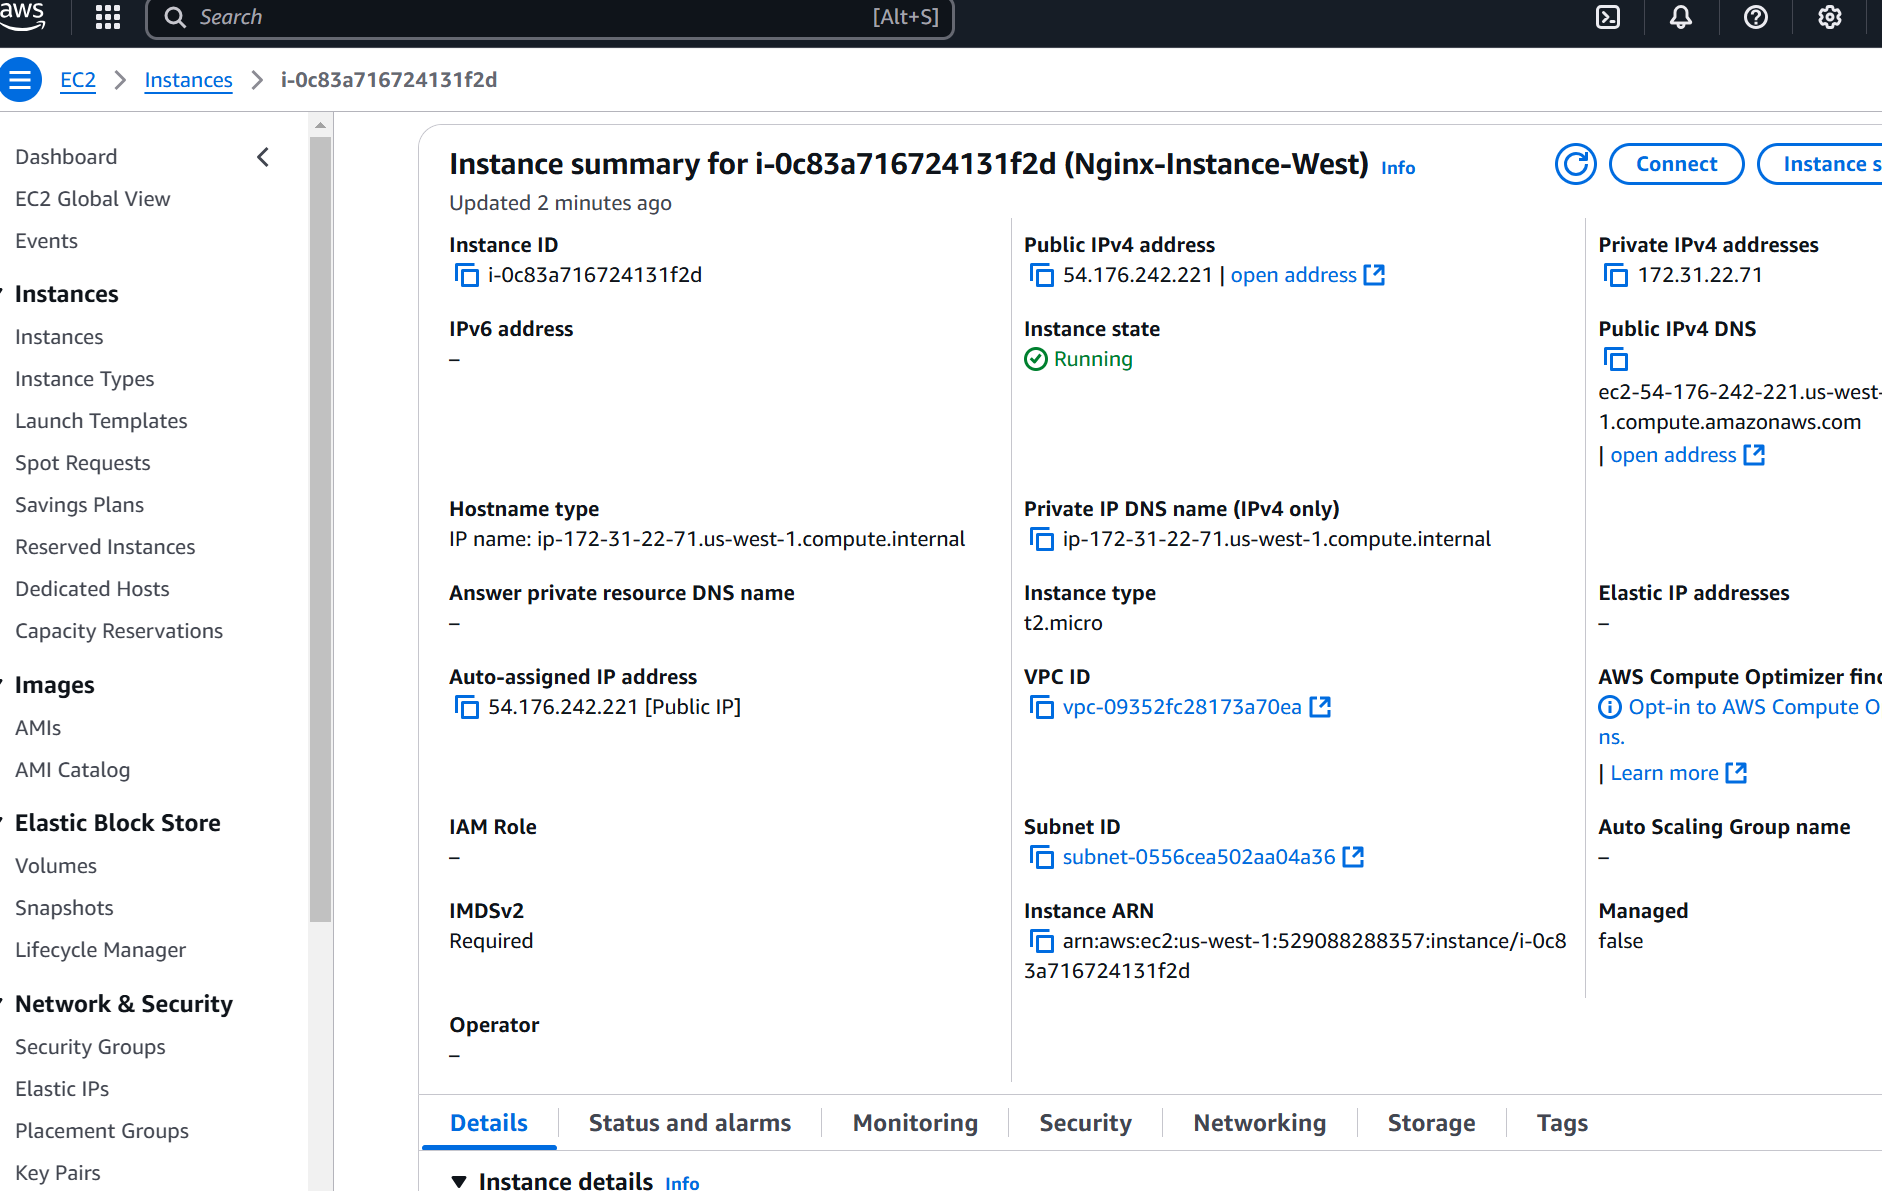 aws
Search
[Alt+S]
EC2
Instances
i-0c83a716724131f2d
Dashboard
EC2 Global View
Events
Instances
Instances
Instance Types
Launch Templates
Spot Requests
Savings Plans
Reserved Instances
Dedicated Hosts
Capacity Reservations
Images
AMIs
AMI Catalog
Elastic Block Store
Volumes
Snapshots
Lifecycle Manager
Network & Security
Security Groups
Elastic IPs
Placement Groups
Key Pairs
Instance summary for i-0c83a716724131f2d (Nginx-Instance-West) Info
Connect
Instance s
Updated 2 minutes ago
Instance ID
i-0c83a716724131f2d
Public IPv4 address
54.176.242.221 | open address
Private IPv4 addresses
172.31.22.71
IPv6 address
–
Instance state
Running
Public IPv4 DNS
ec2-54-176-242-221.us-west-
1.compute.amazonaws.com
| open address
Hostname type
IP name: ip-172-31-22-71.us-west-1.compute.internal
Private IP DNS name (IPv4 only)
ip-172-31-22-71.us-west-1.compute.internal
Answer private resource DNS name
–
Instance type
t2.micro
Elastic IP addresses
–
Auto-assigned IP address
54.176.242.221 [Public IP]
VPC ID
vpc-09352fc28173a70ea
AWS Compute Optimizer find
Opt-in to AWS Compute O
ns.
| Learn more
IAM Role
–
Subnet ID
subnet-0556cea502aa04a36
Auto Scaling Group name
–
IMDSv2
Required
Instance ARN
arn:aws:ec2:us-west-1:529088288357:instance/i-0c8
3a716724131f2d
Managed
false
Operator
–
Details
Status and alarms
Monitoring
Security
Networking
Storage
Tags
Instance details Info